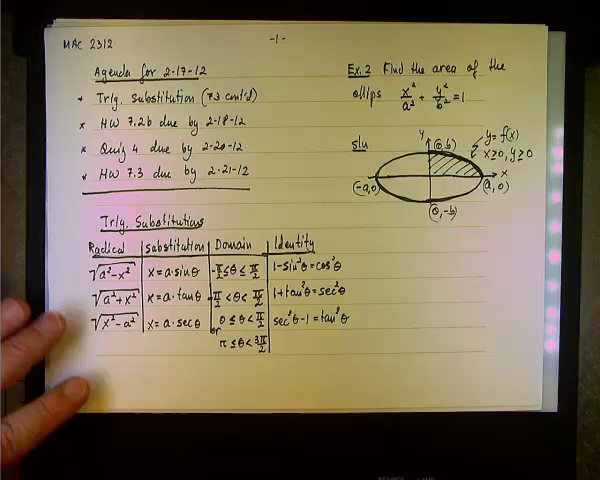 MAC 2312
-1-
Agenda for 2-17-12
* Trig. Substitution (7.3 cont'd)
* HW 7.2b due by 2-18-12
* Quiz 4 due by 2-20-12
* HW 7.3 due by 2-21-12
Ex. 2 Find the area of the
ellips x²/a² + y²/b² = 1
sln
y
(0, b)
y = f(x)
x ≥ 0, y ≥ 0
x
(-a, 0)
(a, 0)
(0, -b)
Trig. Substitutions
Radical | Substitution | Domain | Identity
√(a² - x²) | x = a·sinθ | -π/2 ≤ θ ≤ π/2 | 1 - sin²θ = cos²θ
√(a² + x²) | x = a·tanθ | -π/2 < θ < π/2 | 1 + tan²θ = sec²θ
√(x² - a²) | x = a·secθ | 0 ≤ θ < π/2 | sec²θ - 1 = tan²θ
or
π ≤ θ < 3π/2